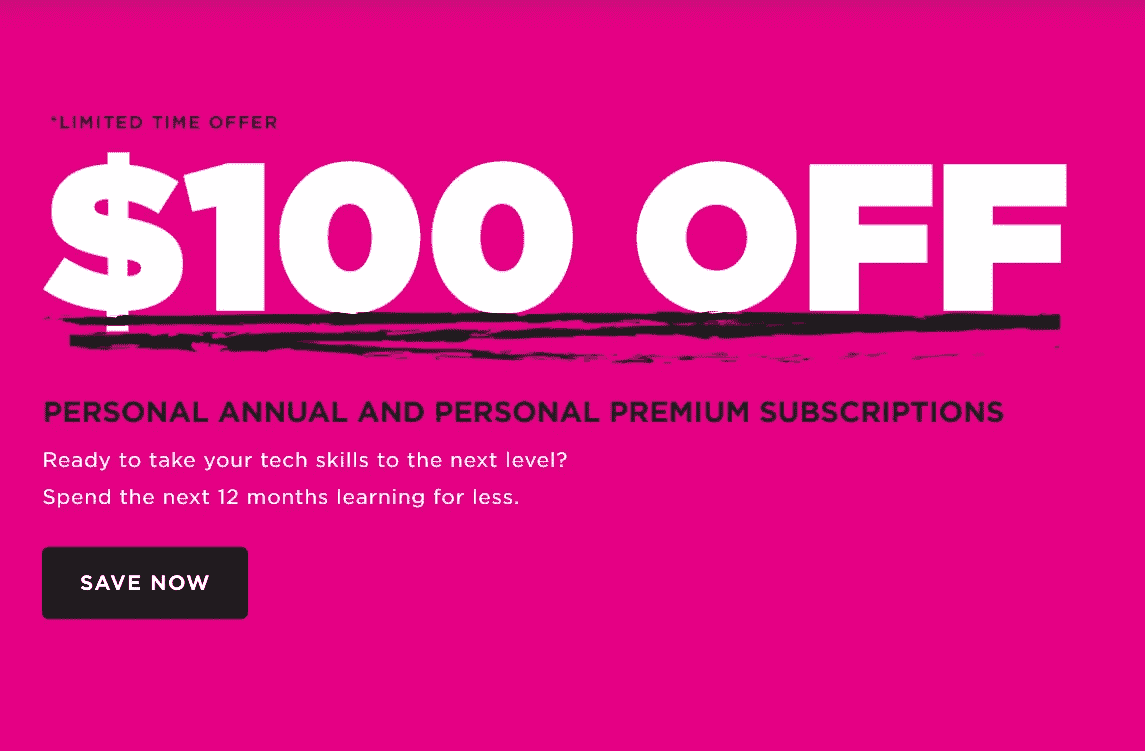 *LIMITED TIME OFFER
$100 OFF
PERSONAL ANNUAL AND PERSONAL PREMIUM SUBSCRIPTIONS
Ready to take your tech skills to the next level?
Spend the next 12 months learning for less.
SAVE NOW